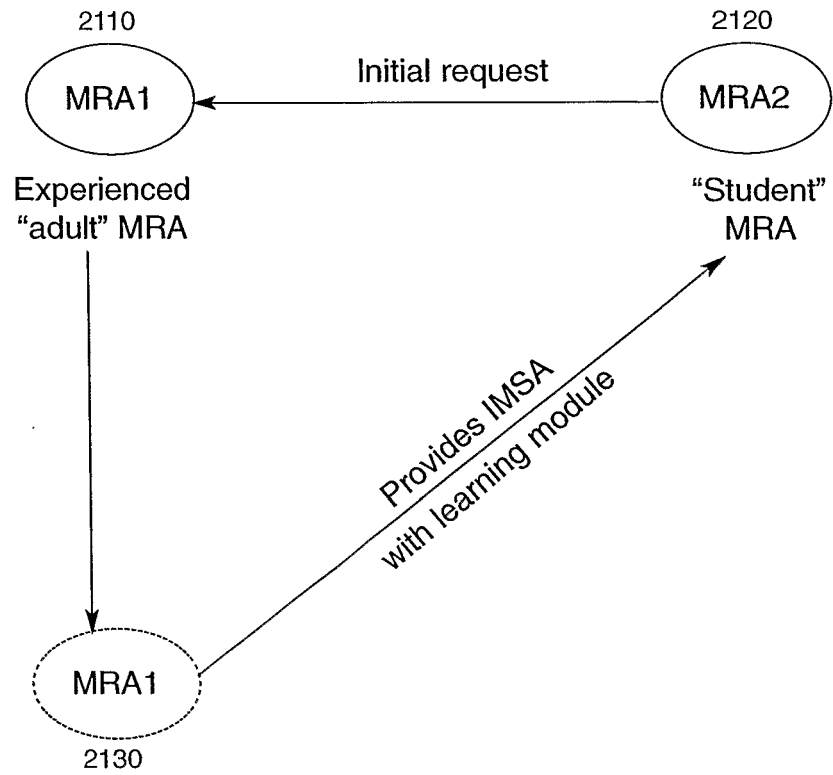 2110
2120
MRA1
Initial request
MRA2
Experienced
“adult” MRA
“Student”
MRA
Provides IMSA
with learning module
MRA1
2130